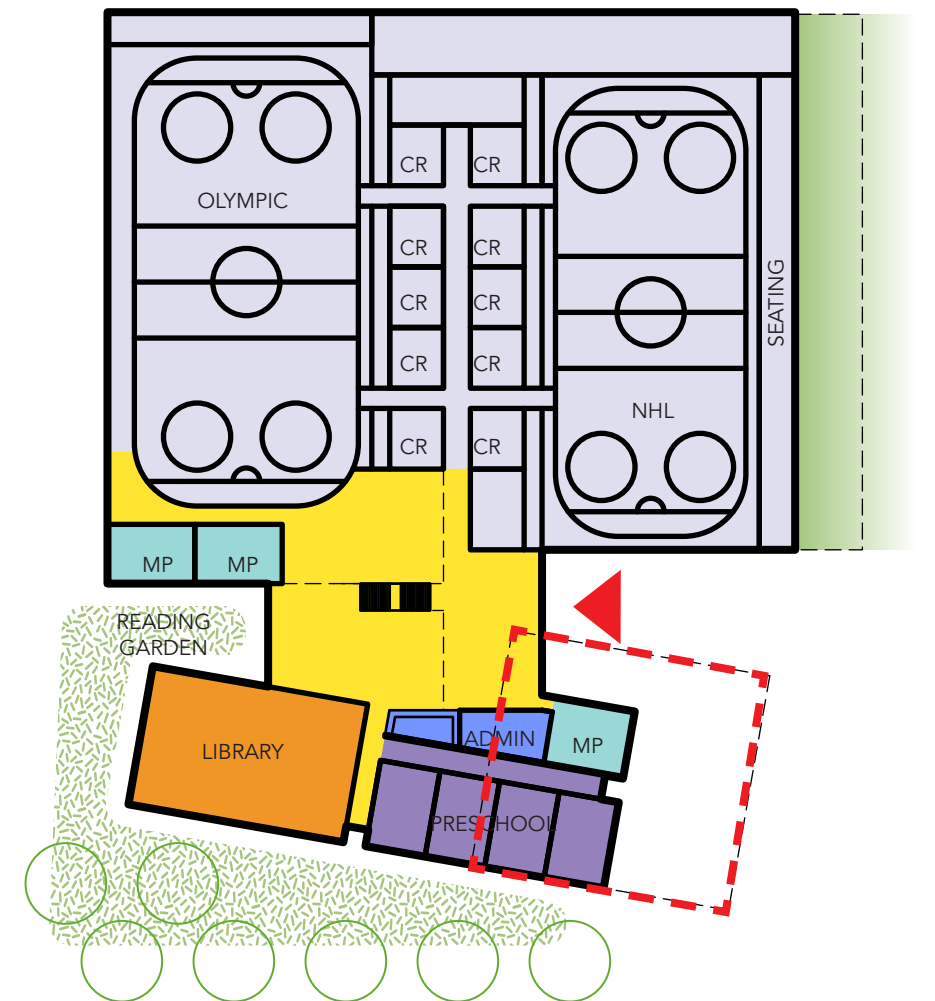 CR CR
OLYMPIC
CR CR
CR CR
SEATING
CR CR
NHL
CR CR
MP MP
READING
GARDEN
ADMIN
MP
LIBRARY
PRESCHOOL